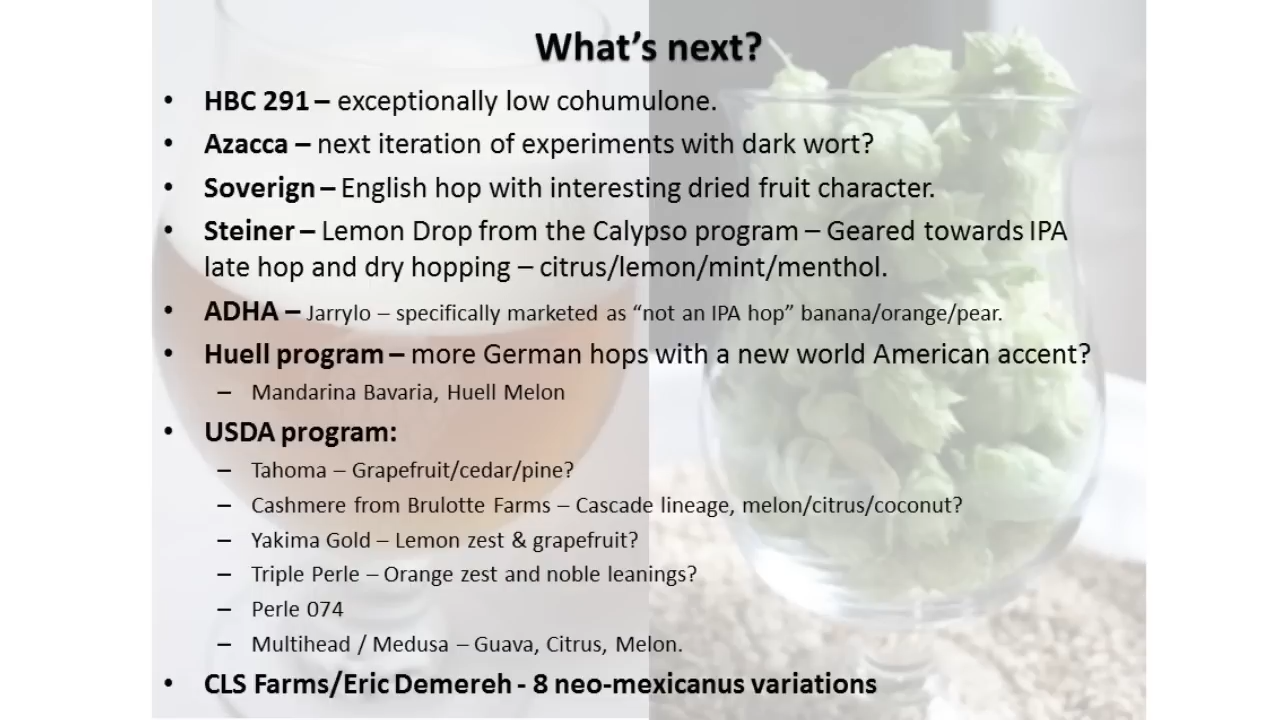 What's next?
• HBC 291 – exceptionally low cohumulone.
• Azacca – next iteration of experiments with dark wort?
• Soverign – English hop with interesting dried fruit character.
• Steiner – Lemon Drop from the Calypso program – Geared towards IPA
late hop and dry hopping – citrus/lemon/mint/menthol.
• ADHA – Jarrylo – specifically marketed as “not an IPA hop” banana/orange/pear.
• Huell program – more German hops with a new world American accent?
– Mandarina Bavaria, Huell Melon
• USDA program:
– Tahoma – Grapefruit/cedar/pine?
– Cashmere from Brulotte Farms – Cascade lineage, melon/citrus/coconut?
– Yakima Gold – Lemon zest & grapefruit?
– Triple Perle – Orange zest and noble leanings?
– Perle 074
– Multihead / Medusa – Guava, Citrus, Melon.
• CLS Farms/Eric Demereh - 8 neo-mexicanus variations